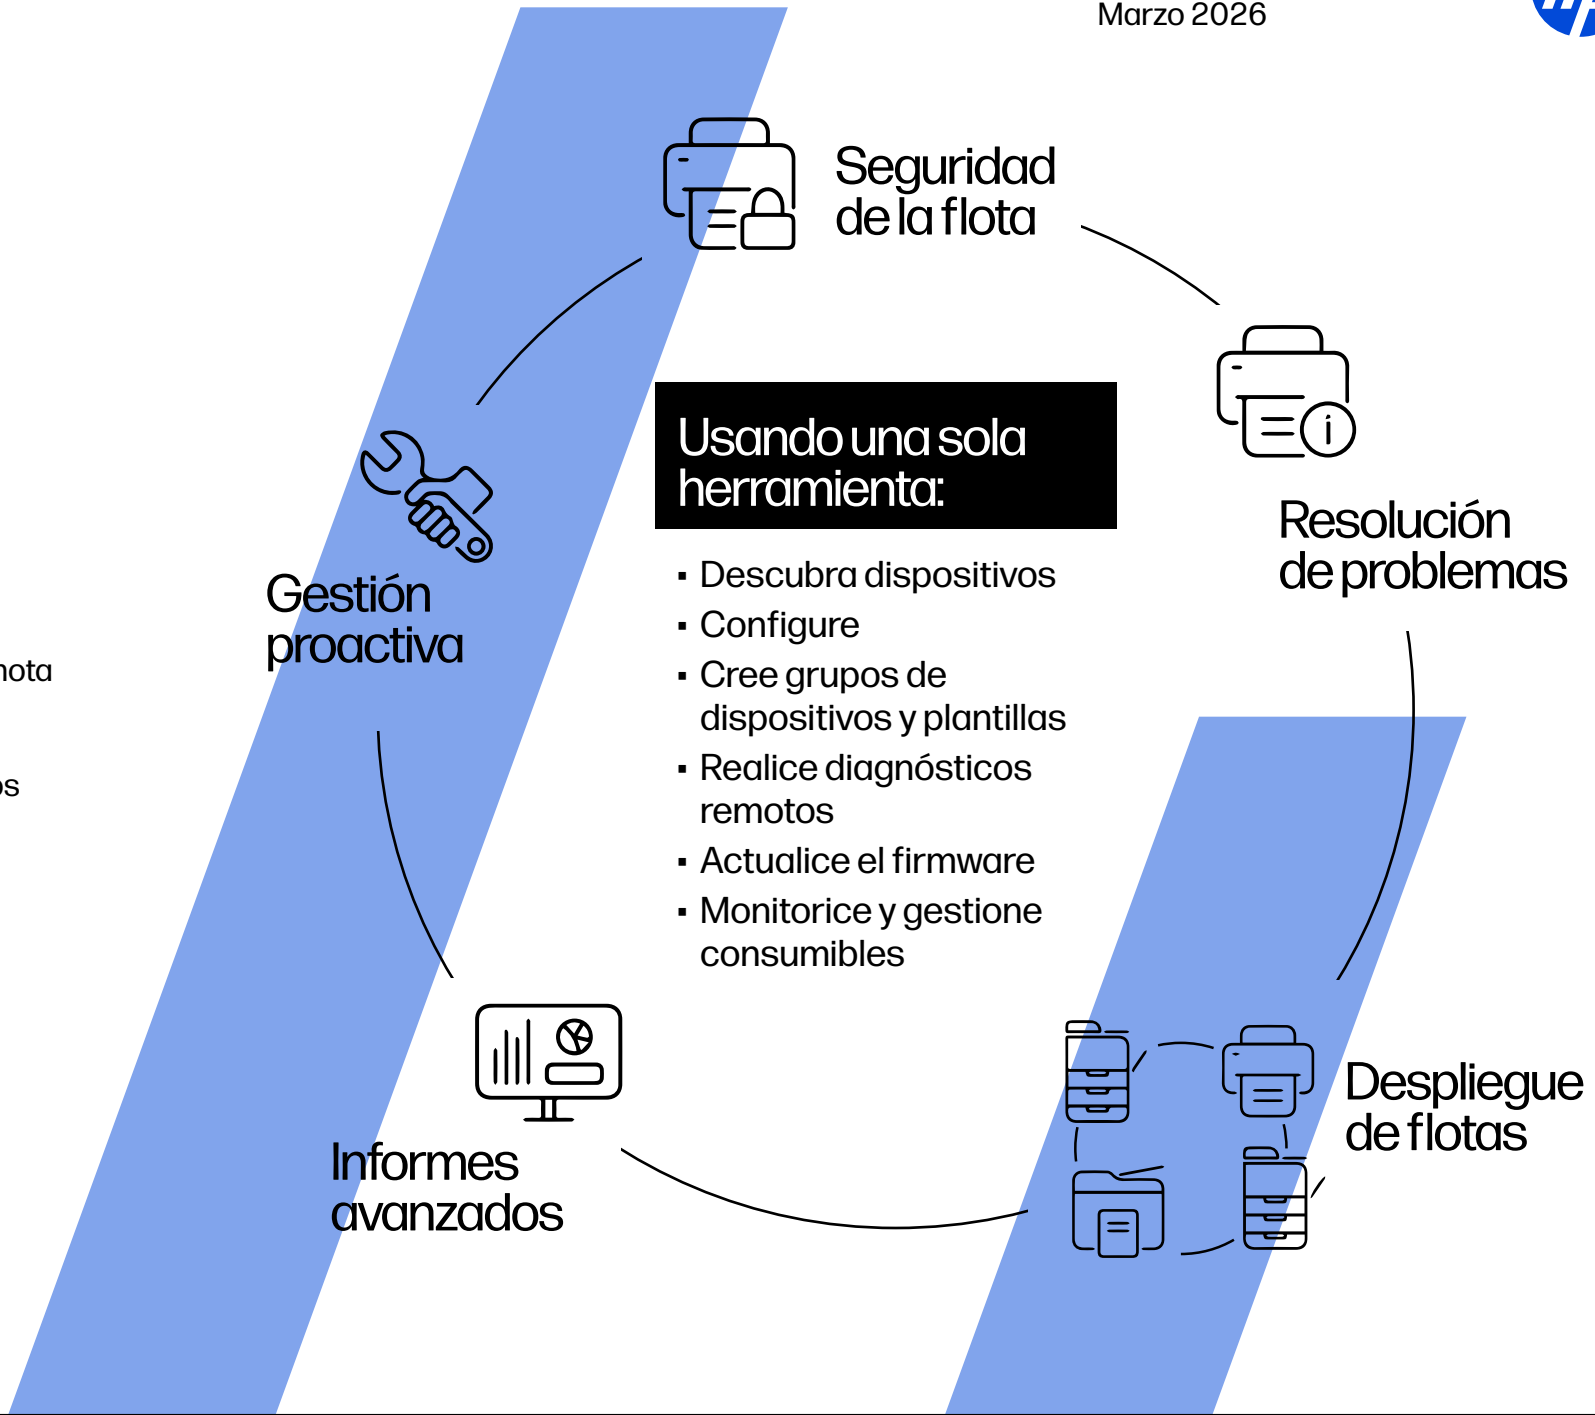 Marzo 2026
Seguridad
de la flota
Resolución
de problemas
Usando una sola
herramienta:
▪ Descubra dispositivos
▪ Configure
▪ Cree grupos de
dispositivos y plantillas
▪ Realice diagnósticos
remotos
▪ Actualice el firmware
▪ Monitorice y gestione
consumibles
Gestión
proactiva
Informes
avanzados
Despliegue
de flotas